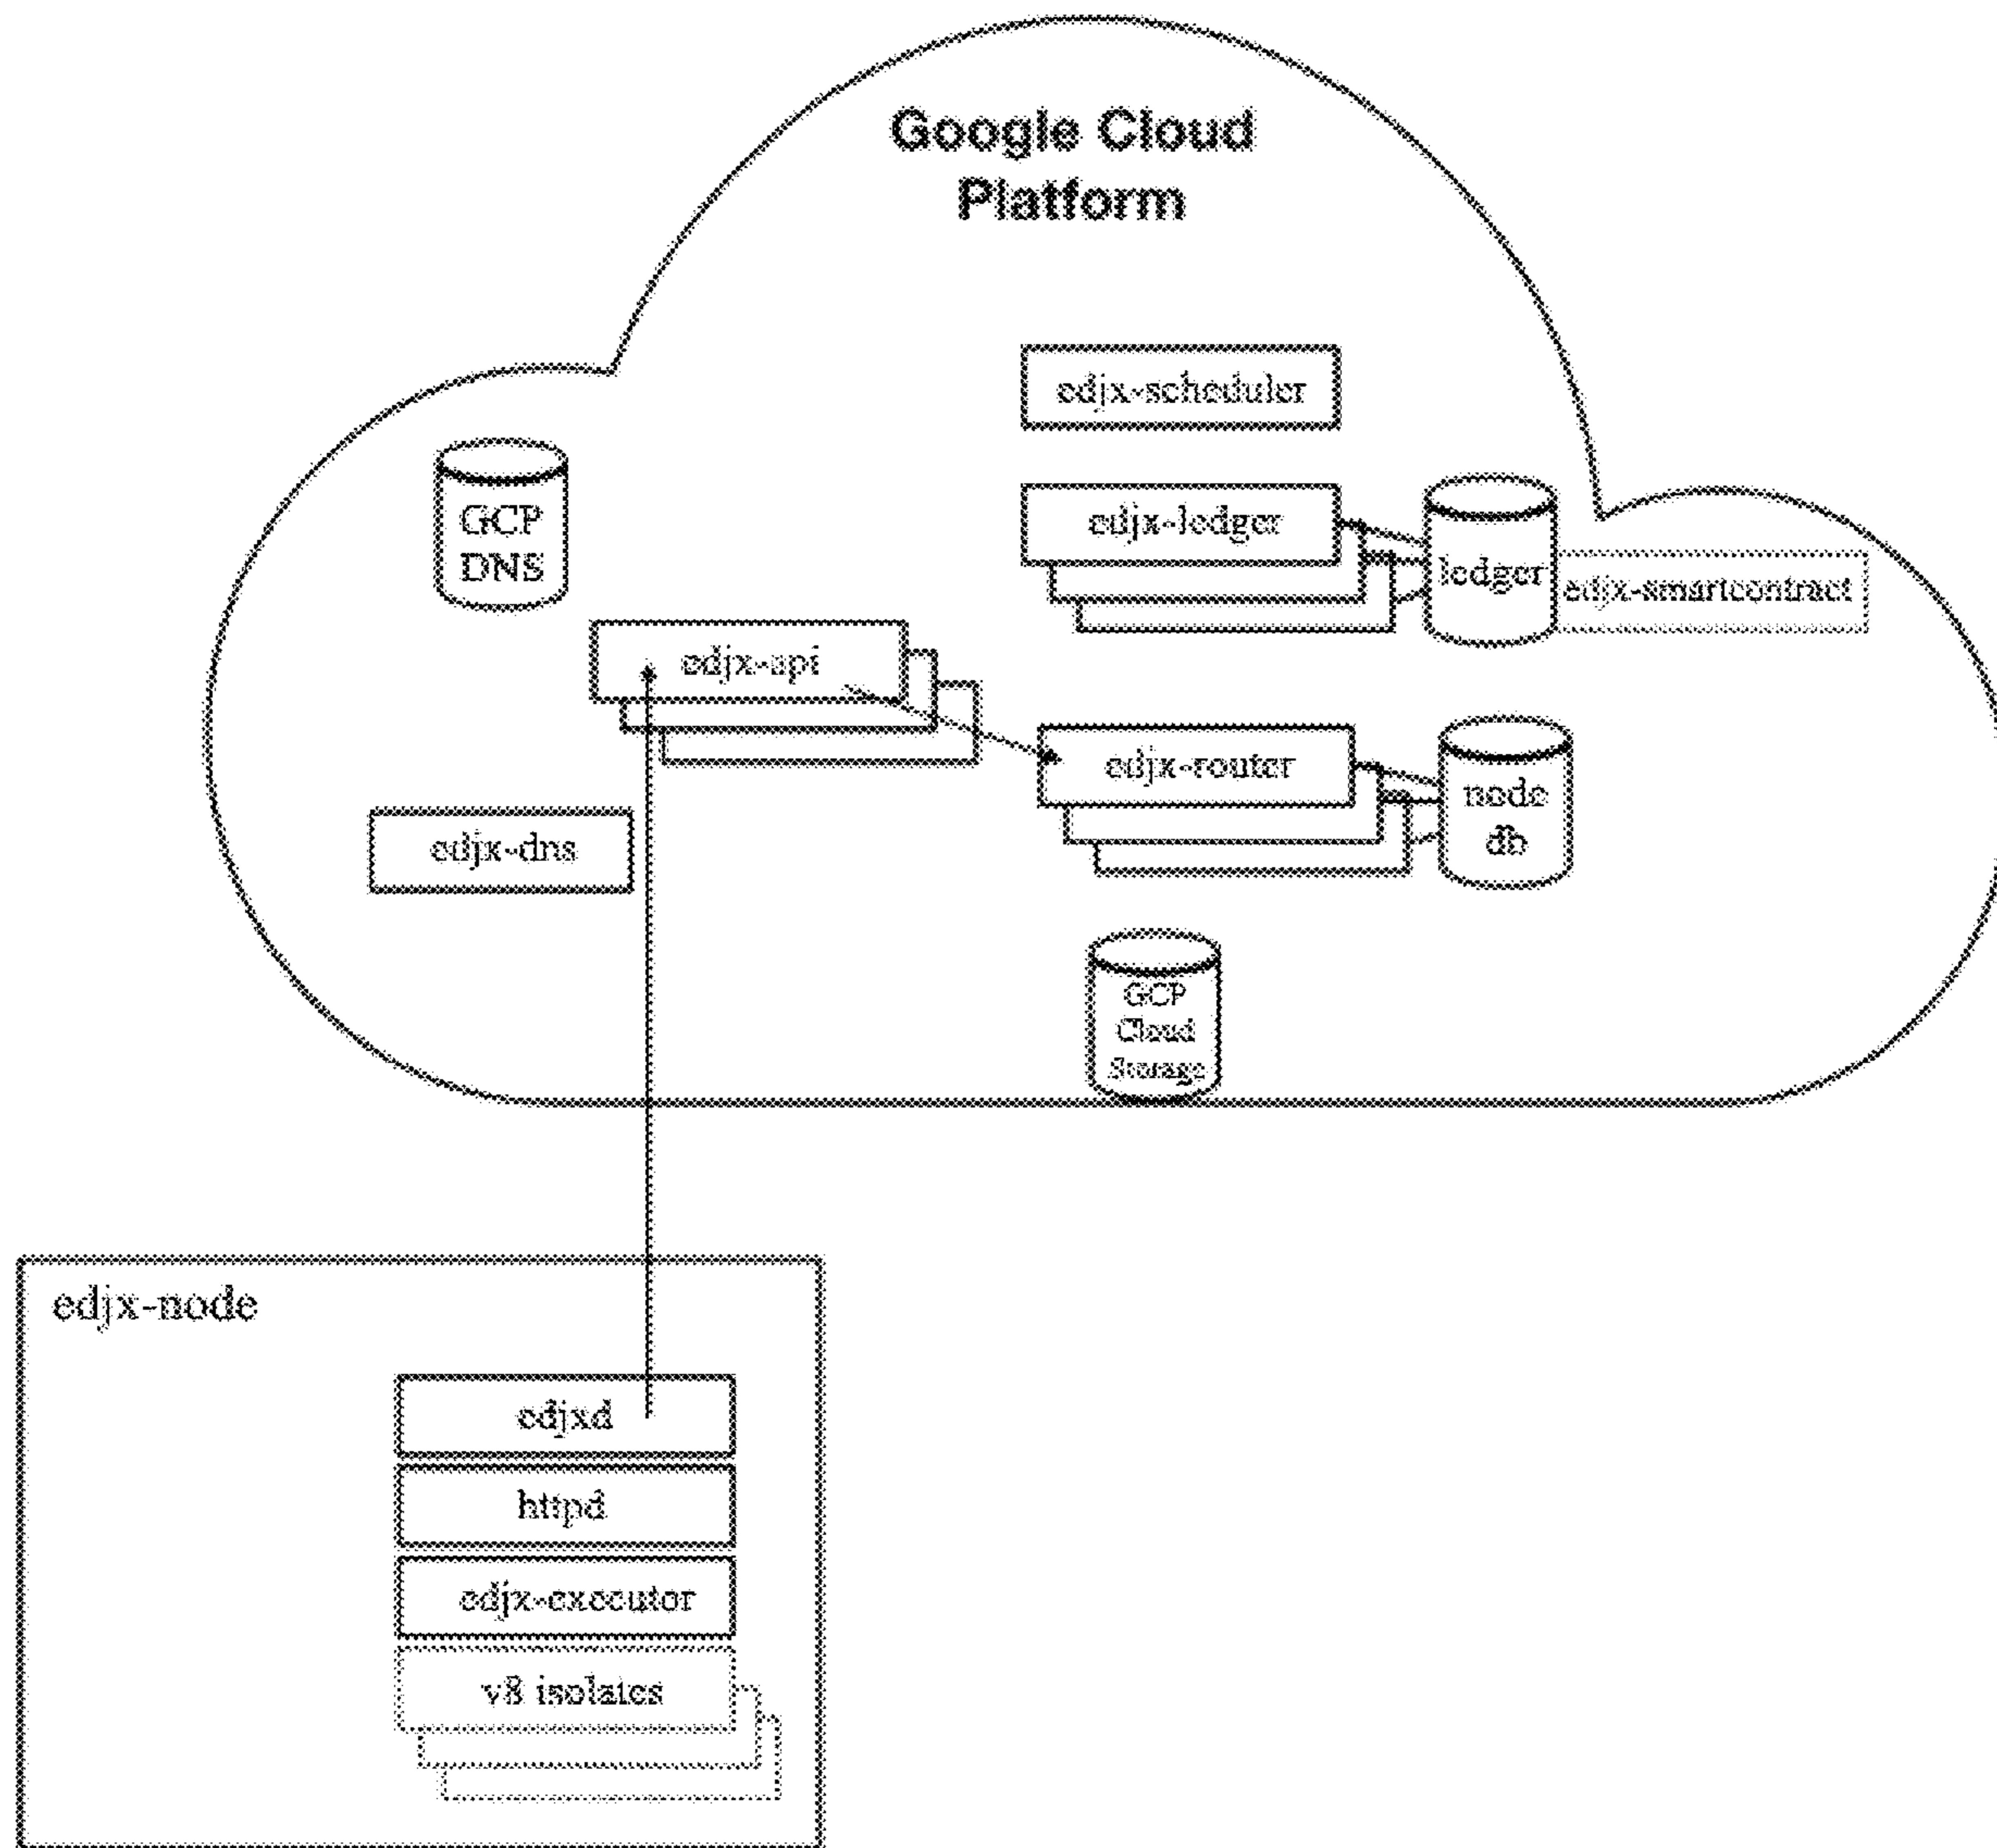 Google Cloud
Platform
edjx-scheduler
GCP
DNS
edjx-ledger
ledger
edjx-smartcontract
edjx-api
edjx-router
node
db
edjx-dns
GCP
Cloud
Storage
edjx-node
edjxd
httpd
edjx-executor
v8 isolates